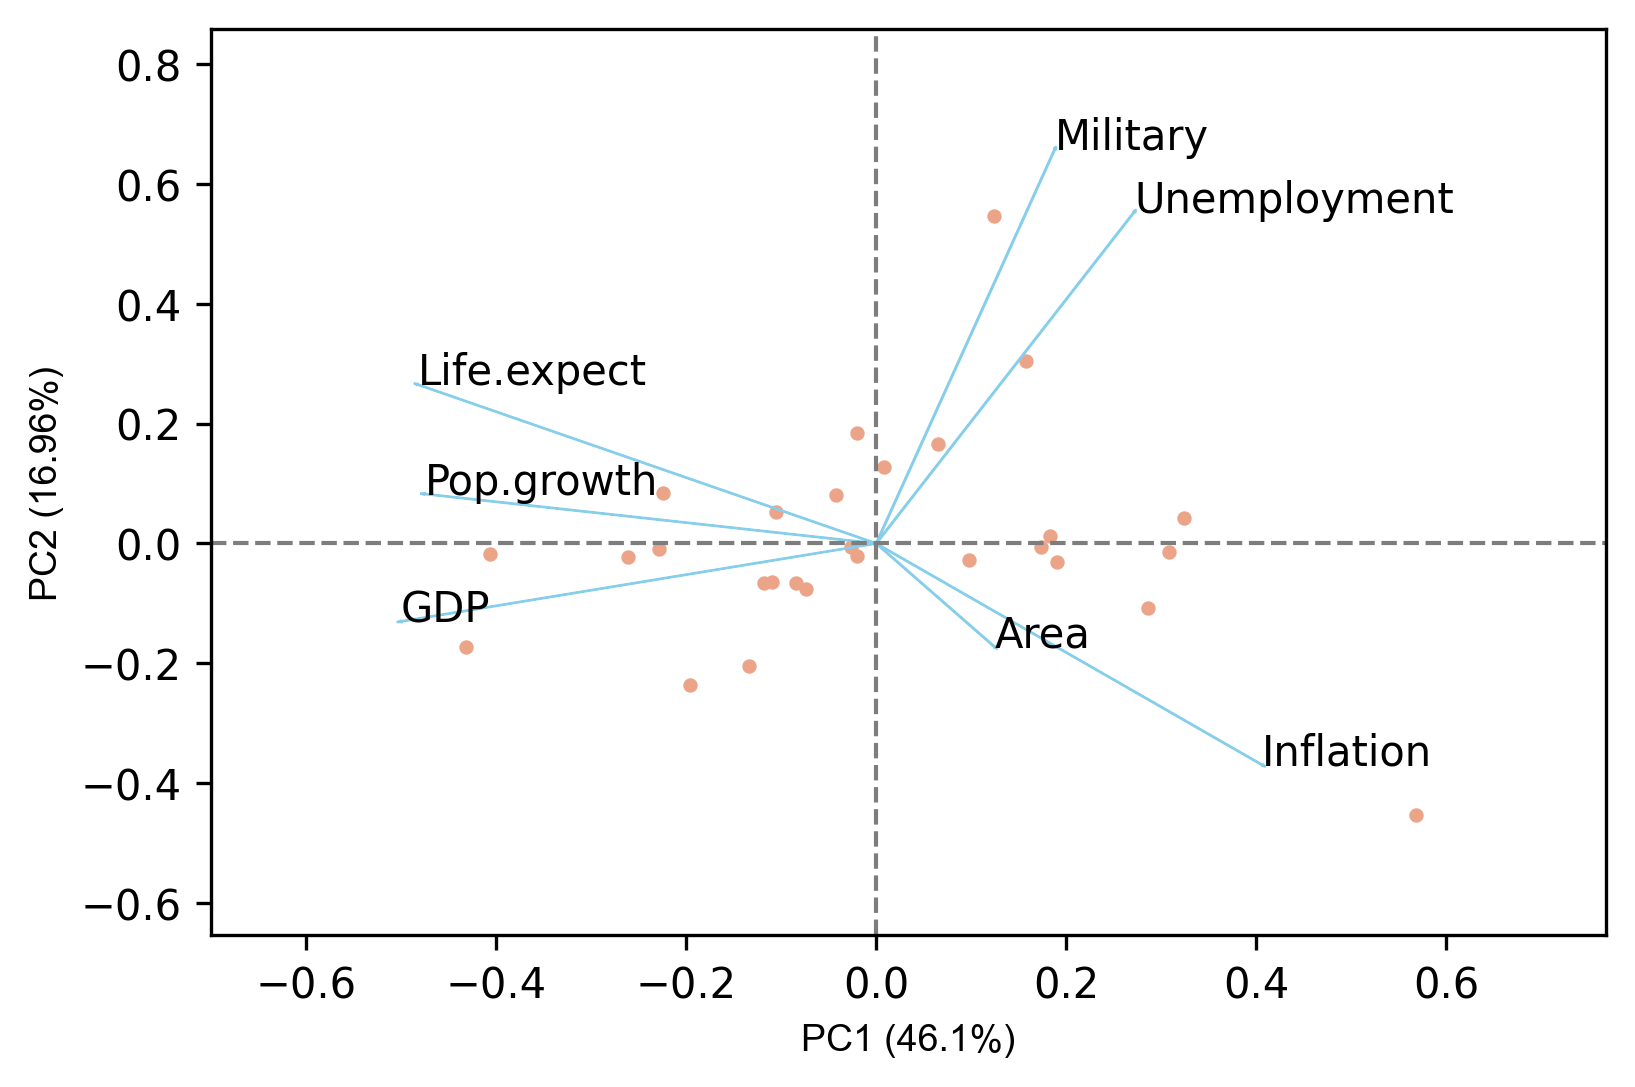 0.8
0.6
0.4
0.2
0.0
−0.2
−0.4
−0.6
PC2 (16.96%)
Military
Unemployment
Life.expect
Pop.growth
GDP
Area
Inflation
−0.6
−0.4
−0.2
0.0
0.2
0.4
0.6
PC1 (46.1%)